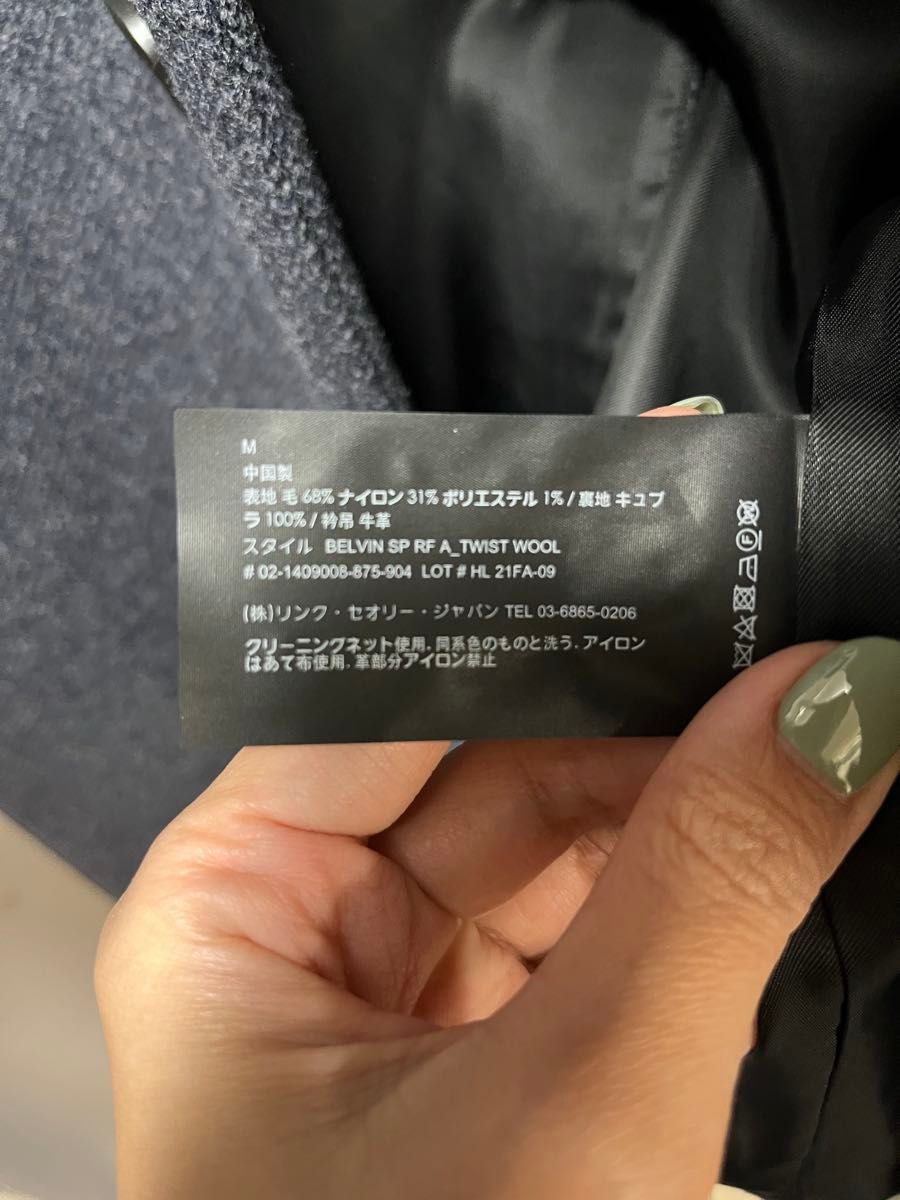 M
中国製
表地 毛 68% ナイロン 31% ポリエステル 1% / 裏地 キュプ
ラ 100% / 衿吊 牛革
スタイル BELVIN SP RF A_TWIST WOOL
# 02-1409008-875-904 LOT # HL 21FA-09
(株)リンク・セオリー・ジャパン TEL 03-6865-0206
クリーニングネット使用. 同系色のものと洗う. アイロン
はあて布使用. 革部分アイロン禁止
F